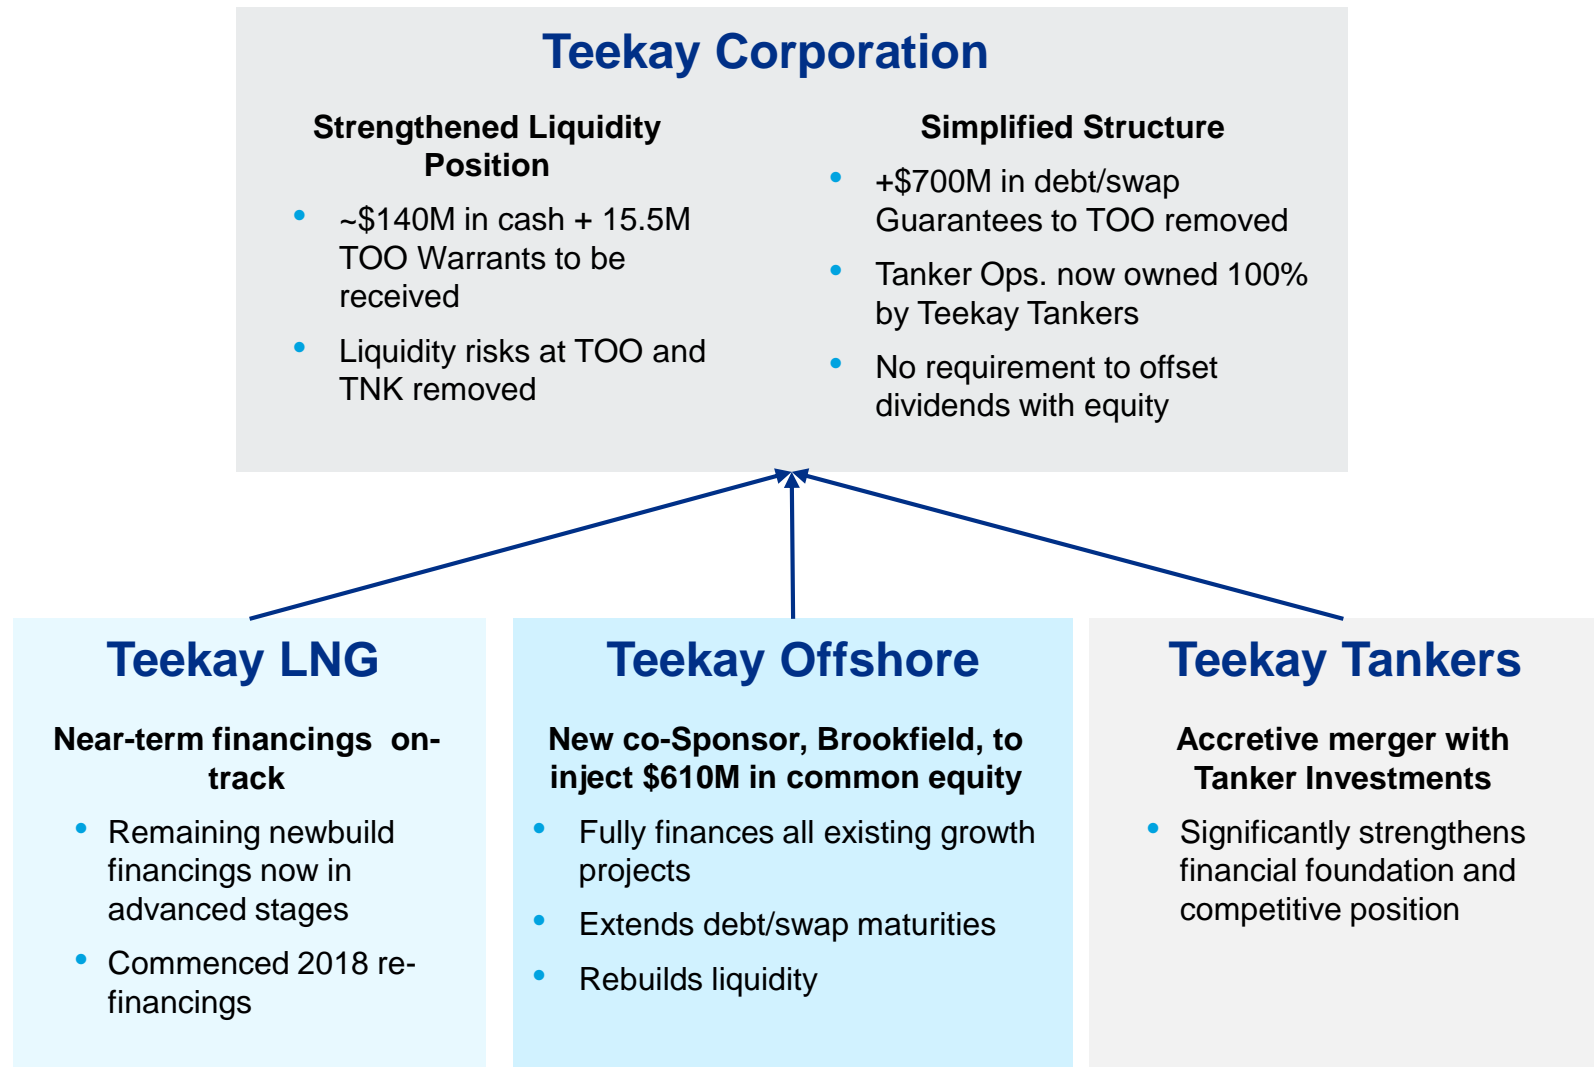 Teekay Corporation
Strengthened Liquidity
Position
• ~$140M in cash + 15.5M
TOO Warrants to be
received
• Liquidity risks at TOO and
TNK removed
Simplified Structure
• +$700M in debt/swap
Guarantees to TOO removed
• Tanker Ops. now owned 100%
by Teekay Tankers
• No requirement to offset
dividends with equity
Teekay LNG
Near-term financings on-
track
• Remaining newbuild
financings now in
advanced stages
• Commenced 2018 re-
financings
Teekay Offshore
New co-Sponsor, Brookfield, to
inject $610M in common equity
• Fully finances all existing growth
projects
• Extends debt/swap maturities
• Rebuilds liquidity
Teekay Tankers
Accretive merger with
Tanker Investments
• Significantly strengthens
financial foundation and
competitive position